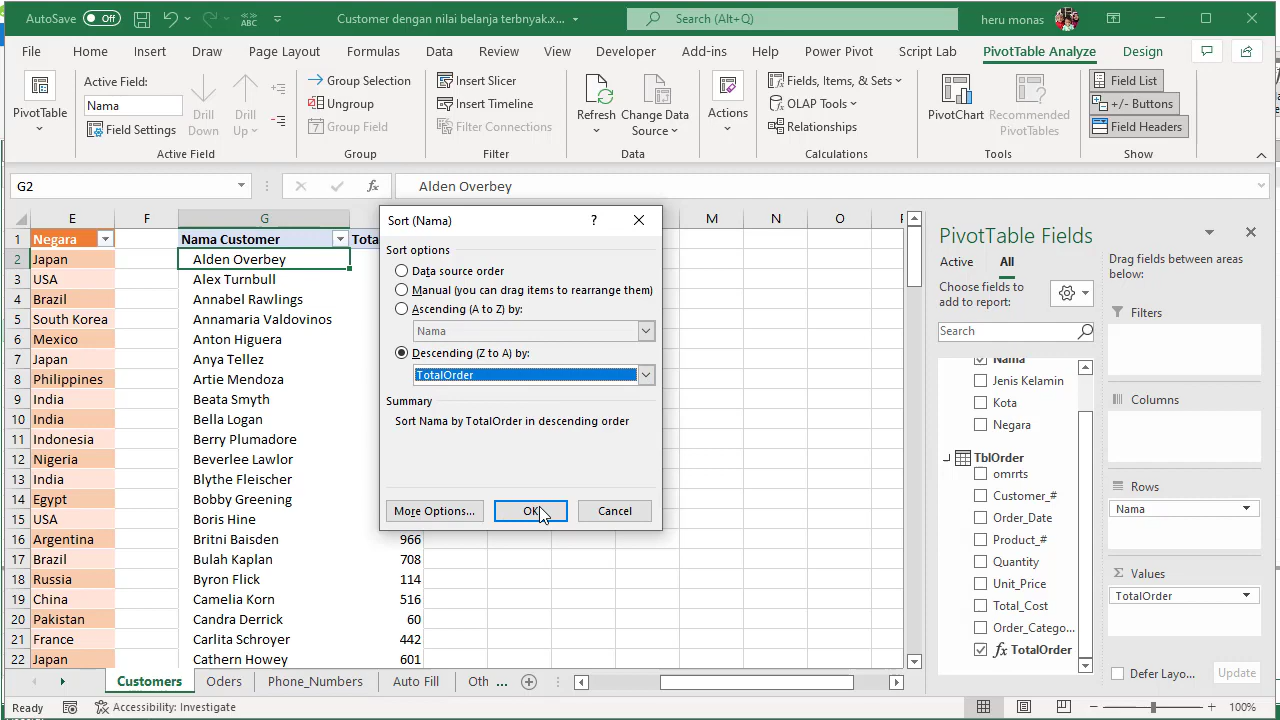 AutoSave Off
Customer dengan nilai belanja terbnyak.x...
Search (Alt+Q)
heru monas
File Home Insert Draw Page Layout Formulas Data Review View Developer Add-ins Help Power Pivot Script Lab PivotTable Analyze Design
PivotTable
Active Field:
Nama
Field Settings
Drill Down
Drill Up
Active Field
Group Selection
Ungroup
Group Field
Group
Insert Slicer
Insert Timeline
Filter Connections
Filter
Refresh
Change Data Source
Data
Actions
Fields, Items, & Sets
OLAP Tools
Relationships
Calculations
PivotChart
Recommended PivotTables
Tools
Field List
+/- Buttons
Field Headers
Show
G2
fx
Alden Overbey
E F G M N O
1 Negara Nama Customer Tota
2 Japan Alden Overbey
3 USA Alex Turnbull
4 Brazil Annabel Rawlings
5 South Korea Annamaria Valdovinos
6 Mexico Anton Higuera
7 Japan Anya Tellez
8 Philippines Artie Mendoza
9 India Beata Smyth
10 India Bella Logan
11 Indonesia Berry Plumadore
12 Nigeria Beverlee Lawlor
13 India Blythe Fleischer
14 Egypt Bobby Greening
15 USA Boris Hine
16 Argentina Britni Baisden 966
17 Brazil Bulah Kaplan 708
18 Russia Byron Flick 114
19 China Camelia Korn 516
20 Pakistan Candra Derrick 60
21 France Carlita Schroyer 442
22 Japan Cathern Howey 601
Sort (Nama)
?
Sort options
Data source order
Manual (you can drag items to rearrange them)
Ascending (A to Z) by:
Nama
Descending (Z to A) by:
TotalOrder
Summary
Sort Nama by TotalOrder in descending order
More Options...
OK
Cancel
PivotTable Fields
Active All
Choose fields to add to report:
Search
Nama
Jenis Kelamin
Kota
Negara
TblOrder
omrrts
Customer_#
Order_Date
Product_#
Quantity
Unit_Price
Total_Cost
Order_Catego...
fx TotalOrder
Drag fields between areas below:
Filters
Columns
Rows
Nama
Σ Values
TotalOrder
Defer Layo...
Update
Customers Oders Phone_Numbers Auto Fill Oth ...
Ready
Accessibility: Investigate
100%